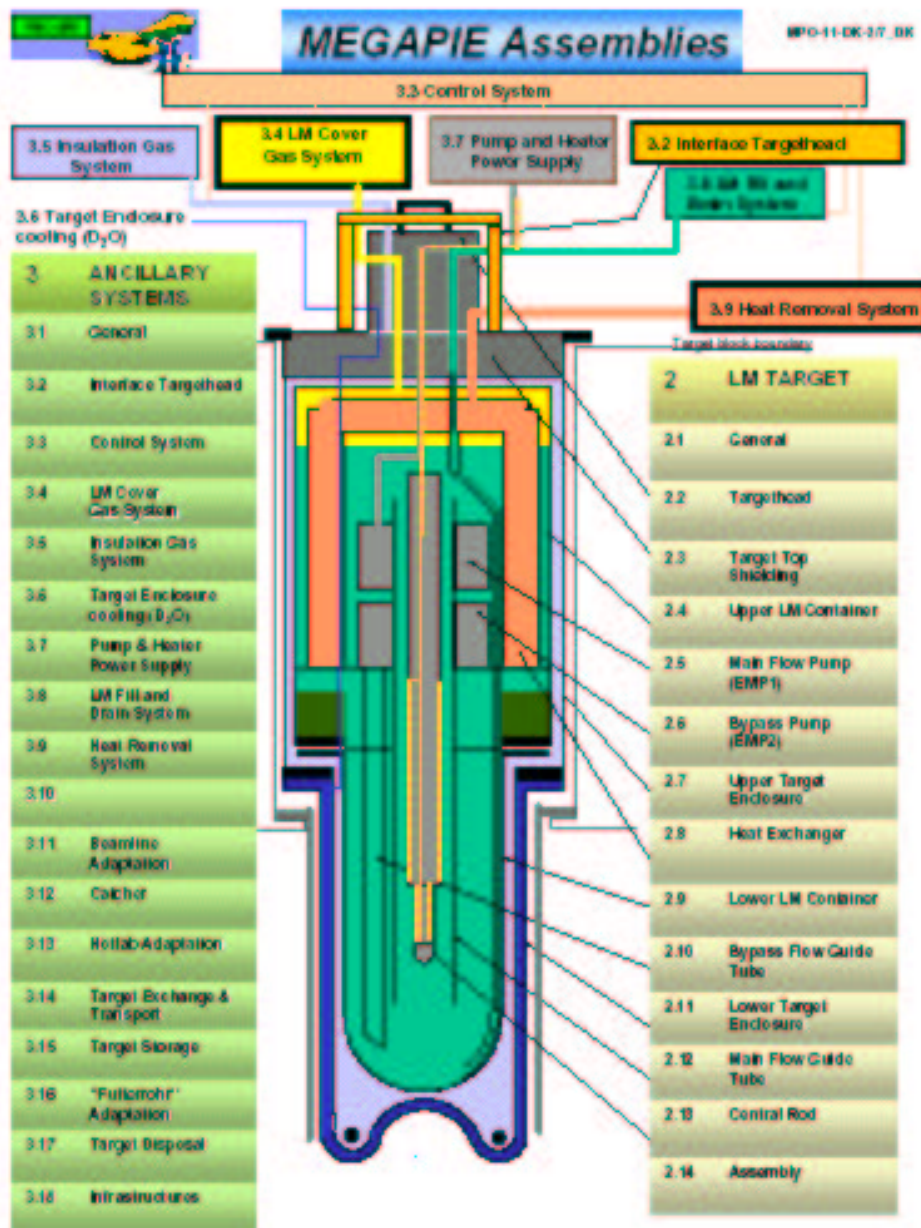 MEGAPIE Assemblies
3.3 Control System
3.5 Insulation Gas
System
3.4 LM Cover
Gas System
3.7 Pump and Heater
Power Supply
3.2 Interface Targethead
3.6 Target Enclosure
cooling (D₂O)
3.9 Heat Removal System
Target block boundary
3 ANCILLARY
SYSTEMS
3.1 General
3.2 Interface Targethead
3.3 Control System
3.4 LM Cover
Gas System
3.5 Insulation Gas
System
3.6 Target Enclosure
cooling (D₂O)
3.7 Pump & Heater
Power Supply
3.8 LM Fill and
Drain System
3.9 Heat Removal
System
3.10
3.11 Beamline
Adaptation
3.12 Catcher
3.13 Hotlab Adaptation
3.14 Target Exchange &
Transport
3.15 Target Storage
3.16 "Fullerrohr"
Adaptation
3.17 Target Disposal
3.18 Infrastructures
2 LM TARGET
2.1 General
2.2 Targethead
2.3 Target Top
Shielding
2.4 Upper LM Container
2.5 Main Flow Pump
(EMP1)
2.6 Bypass Pump
(EMP2)
2.7 Upper Target
Enclosure
2.8 Heat Exchanger
2.9 Lower LM Container
2.10 Bypass Flow Guide
Tube
2.11 Lower Target
Enclosure
2.12 Main Flow Guide
Tube
2.13 Central Rod
2.14 Assembly